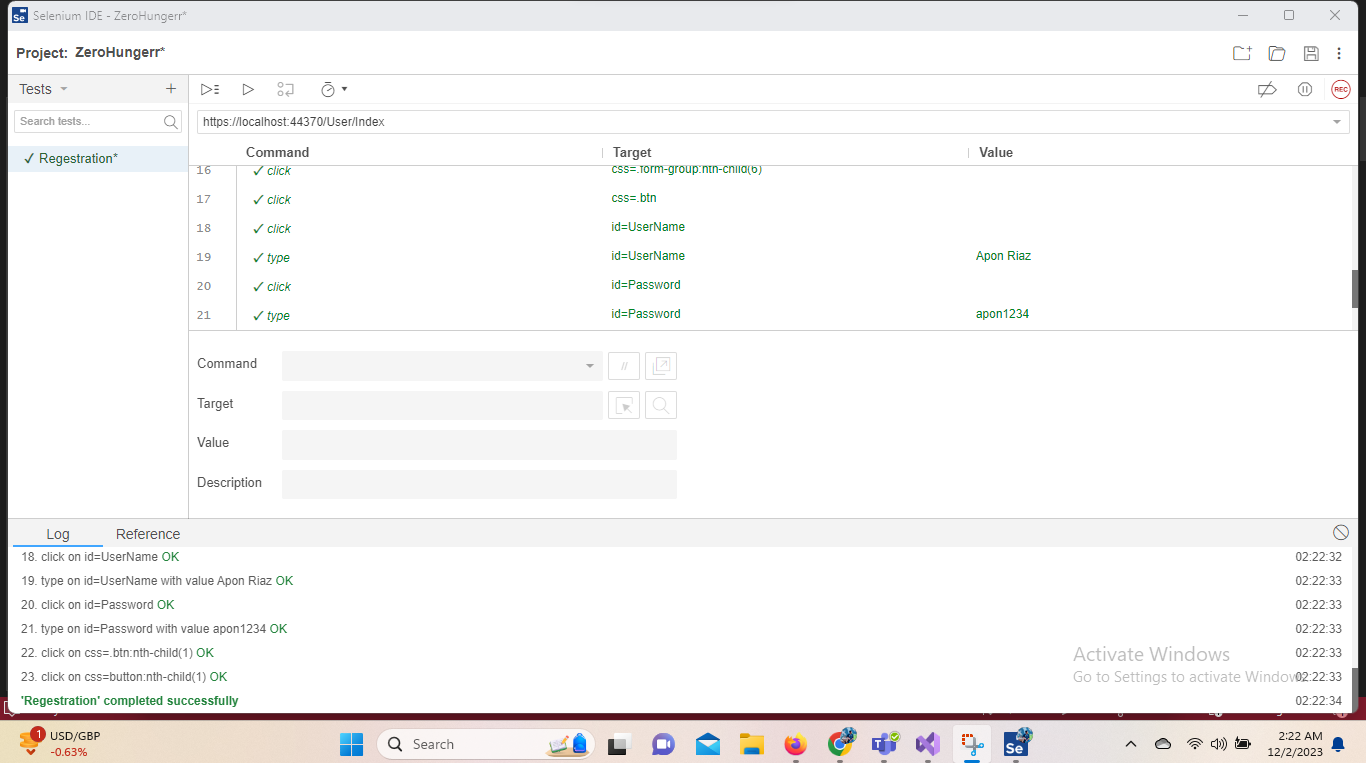 Selenium IDE - ZeroHungerr*
Project: ZeroHungerr*
Tests
Search tests...
✓ Regestration*
REC
https://localhost:44370/User/Index
Command Target Value
16 ✓ click css=.form-group:nth-child(6)
17 ✓ click css=.btn
18 ✓ click id=UserName
19 ✓ type id=UserName Apon Riaz
20 ✓ click id=Password
21 ✓ type id=Password apon1234
Command //
Target
Value
Description
Log Reference
18. click on id=UserName OK 02:22:32
19. type on id=UserName with value Apon Riaz OK 02:22:33
20. click on id=Password OK 02:22:33
21. type on id=Password with value apon1234 OK 02:22:33
22. click on css=.btn:nth-child(1) OK 02:22:33
23. click on css=button:nth-child(1) OK 02:22:33
'Regestration' completed successfully 02:22:34
Activate Windows
Go to Settings to activate Windows.
1
USD/GBP
-0.63%
Search
Se
2:22 AM
12/2/2023